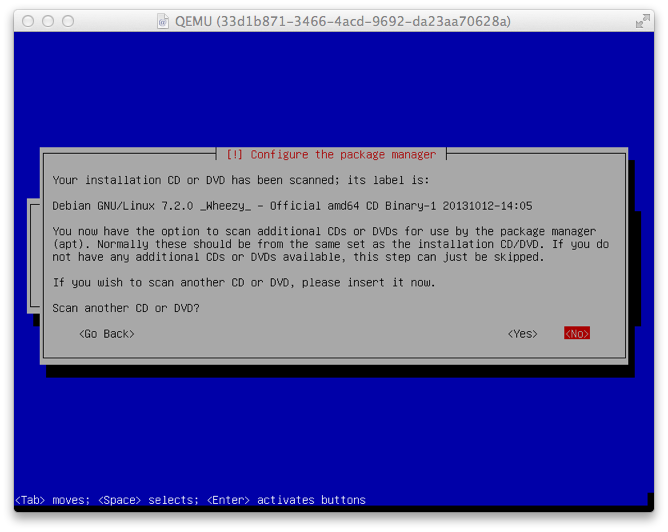 QEMU (33d1b871-3466-4acd-9692-da23aa70628a)
[!] Configure the package manager
Your installation CD or DVD has been scanned; its label is:
Debian GNU/Linux 7.2.0 _Wheezy_ - Official amd64 CD Binary-1 20131012-14:05
You now have the option to scan additional CDs or DVDs for use by the package manager
(apt). Normally these should be from the same set as the installation CD/DVD. If you do
not have any additional CDs or DVDs available, this step can just be skipped.
If you wish to scan another CD or DVD, please insert it now.
Scan another CD or DVD?
<Go Back> <Yes> <No>
<Tab> moves; <Space> selects; <Enter> activates buttons